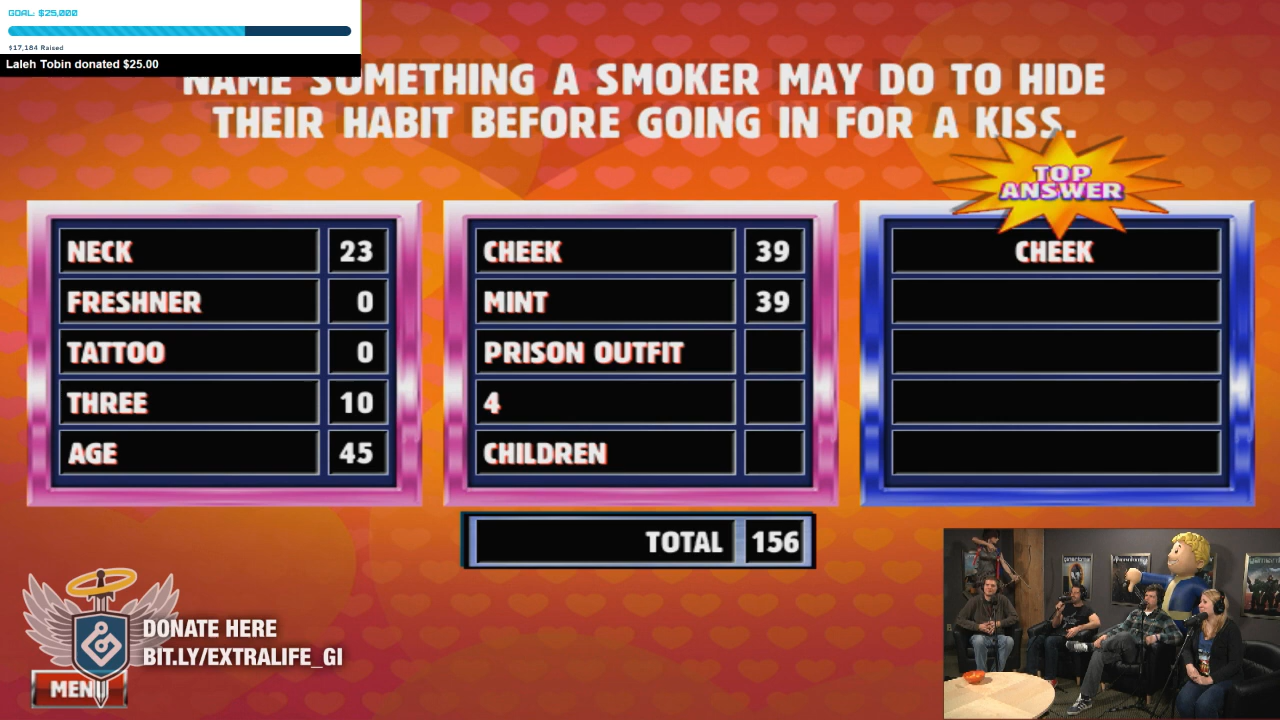 GOAL: $25,000
$17,184 Raised
Laleh Tobin donated $25.00
NAME SOMETHING A SMOKER MAY DO TO HIDE
THEIR HABIT BEFORE GOING IN FOR A KISS.
TOP
ANSWER
NECK 23
FRESHNER 0
TATTOO 0
THREE 10
AGE 45
CHEEK 39
MINT 39
PRISON OUTFIT
4
CHILDREN
CHEEK
TOTAL 156
DONATE HERE
BIT.LY/EXTRALIFE_GI
MENU